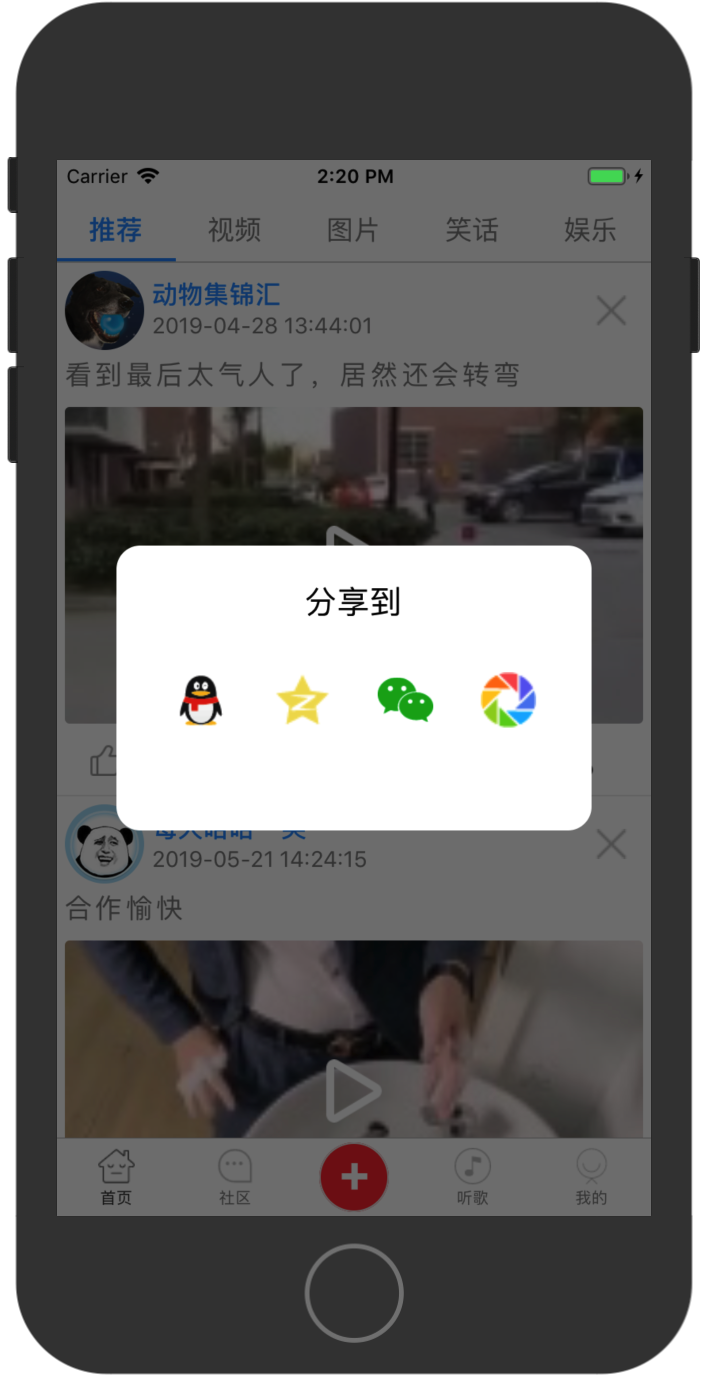 Carrier 2:20 PM
推荐 视频 图片 笑话 娱乐
动物集锦汇
2019-04-28 13:44:01
看到最后太气人了，居然还会转弯
分享到
2019-05-21 14:24:15
合作愉快
首页 社区 听歌 我的